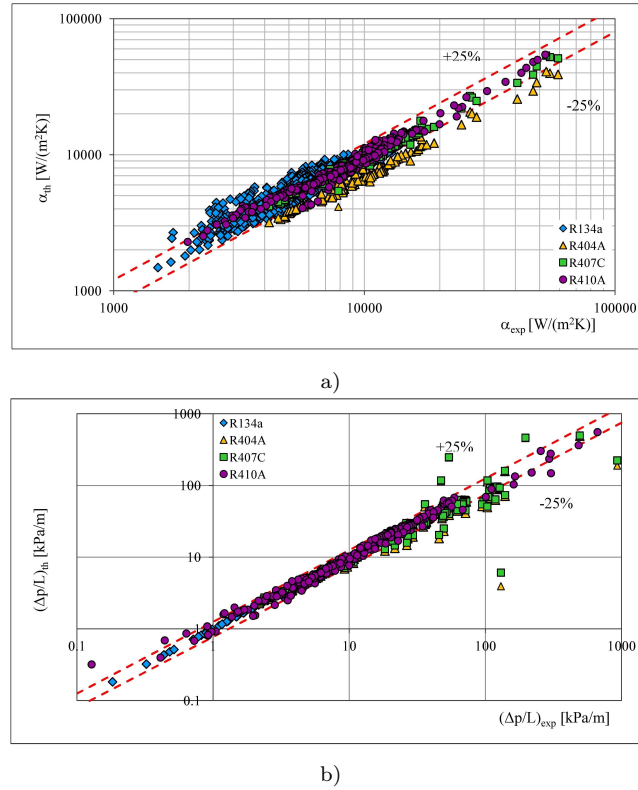 100000
+25%
-25%
10000
α_th [W/(m²K]
R134a
R404A
R407C
R410A
1000
1000
10000
100000
α_exp [W/(m²K)]
a)
1000
R134a
R404A
R407C
R410A
+25%
100
-25%
(Δp/L)_th [kPa/m]
10
1
0.1
1
10
100
1000
0.1
(Δp/L)_exp [kPa/m]
b)